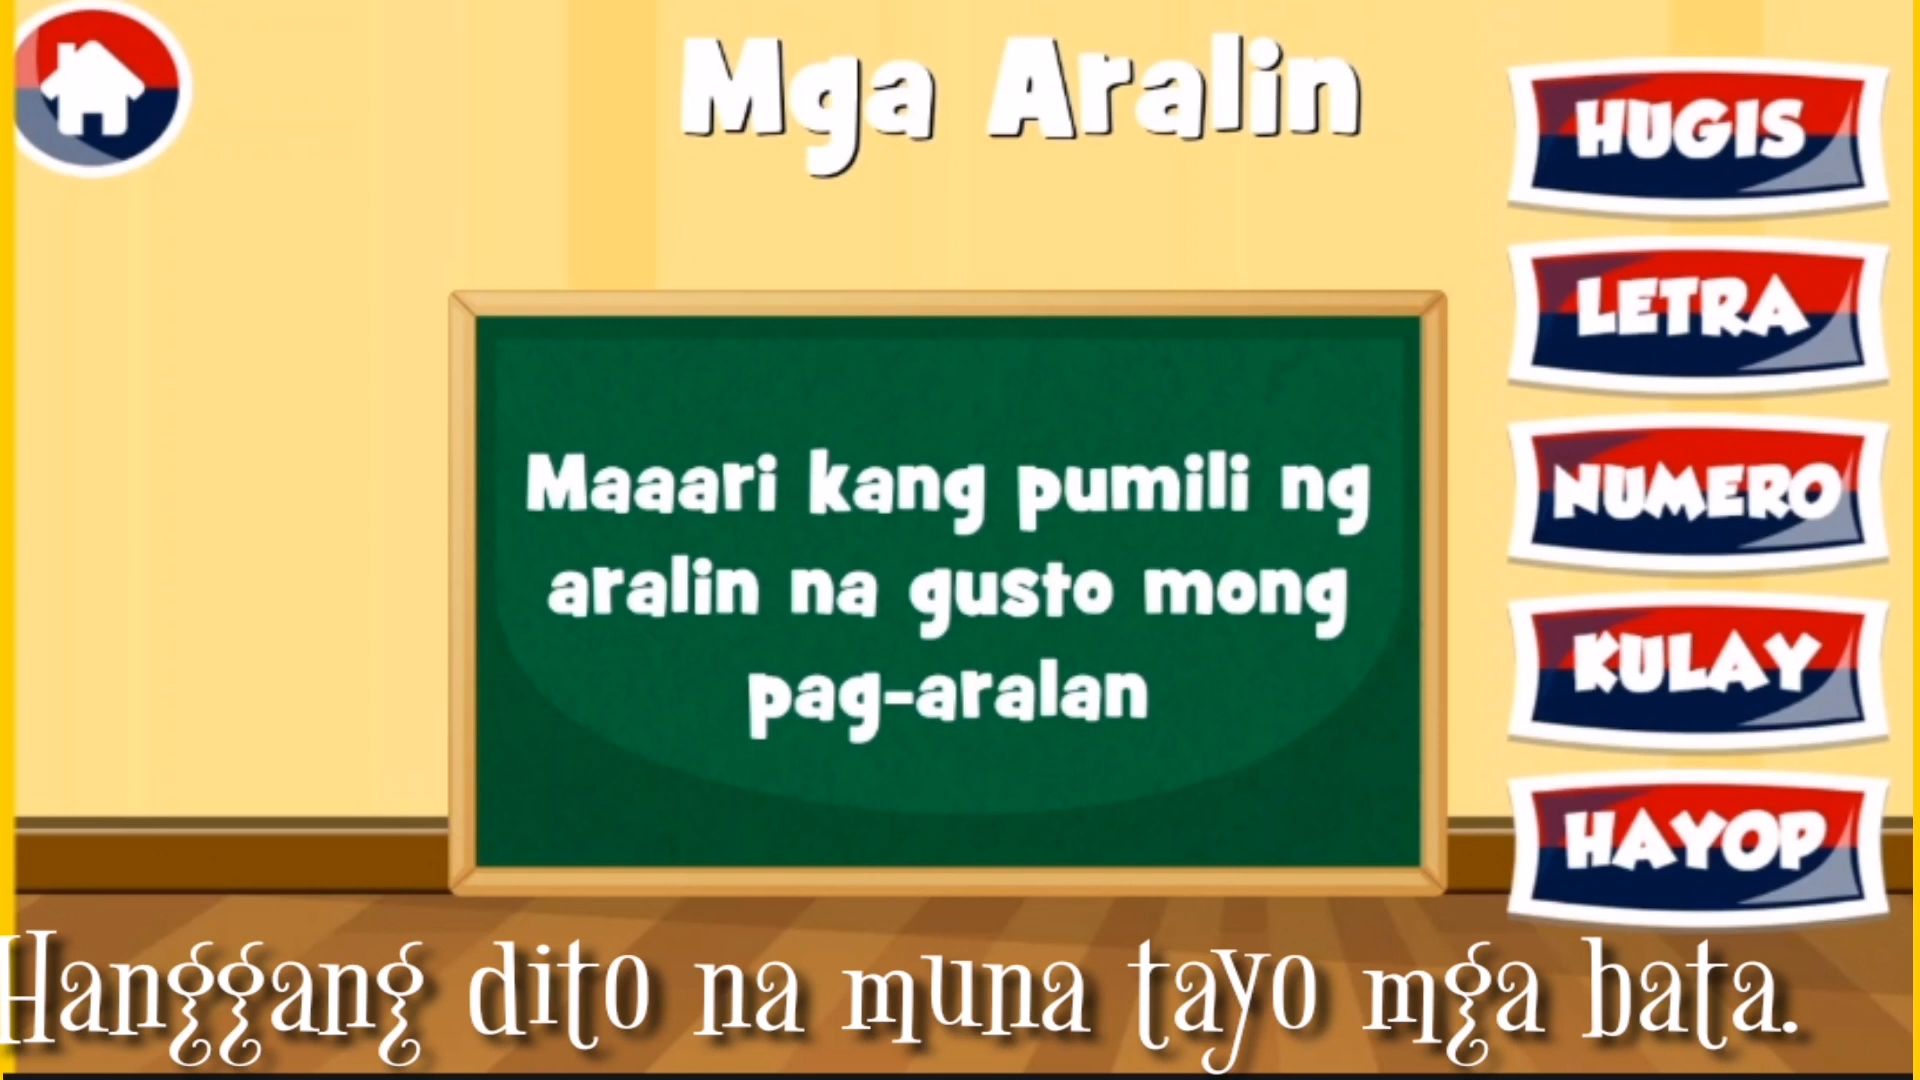 Mga Aralin
HUGIS
LETRA
NUMERO
KULAY
HAYOP
Maaari kang pumili ng
aralin na gusto mong
pag-aralan
Hanggang dito na muna tayo mga bata.